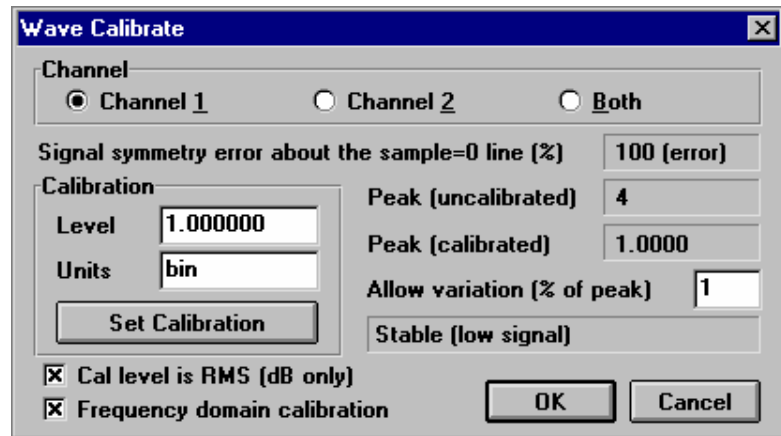 Wave Calibrate
Channel
Channel 1
Channel 2
Both
Signal symmetry error about the sample=0 line (%)
100 (error)
Calibration
Level
1.000000
Units
bin
Set Calibration
Peak (uncalibrated)
4
Peak (calibrated)
1.0000
Allow variation (% of peak)
1
Stable (low signal)
Cal level is RMS (dB only)
Frequency domain calibration
OK
Cancel